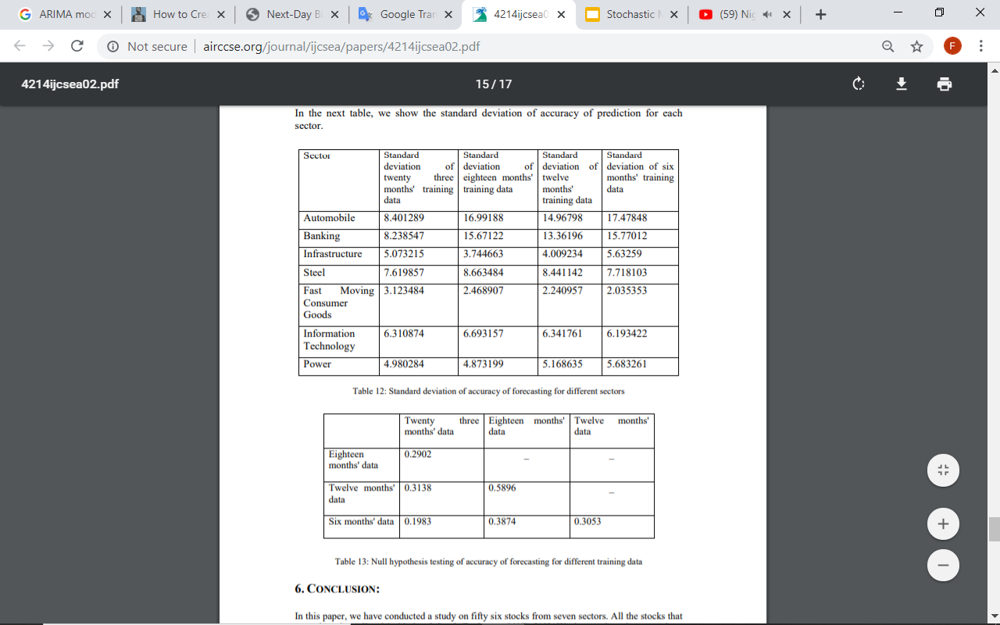 ARIMA mod
How to Crea
Next-Day B
Google Tran
4214ijcsea0
Stochastic M
(59) Nig
Not secure
airccse.org/journal/ijcsea/papers/4214ijcsea02.pdf
F
4214ijcsea02.pdf
15 / 17
In the next table, we show the standard deviation of accuracy of prediction for each
sector.
Sector
Standard deviation of twenty three months' training data
Standard deviation of eighteen months' training data
Standard deviation of twelve months' training data
Standard deviation of six months' training data
Automobile 8.401289 16.99188 14.96798 17.47848
Banking 8.238547 15.67122 13.36196 15.77012
Infrastructure 5.073215 3.744663 4.009234 5.63259
Steel 7.619857 8.663484 8.441142 7.718103
Fast Moving Consumer Goods 3.123484 2.468907 2.240957 2.035353
Information Technology 6.310874 6.693157 6.341761 6.193422
Power 4.980284 4.873199 5.168635 5.683261
Table 12: Standard deviation of accuracy of forecasting for different sectors
Twenty three months' data
Eighteen months' data
Twelve months' data
Eighteen months' data 0.2902 – –
Twelve months' data 0.3138 0.5896 –
Six months' data 0.1983 0.3874 0.3053
Table 13: Null hypothesis testing of accuracy of forecasting for different training data
6. CONCLUSION:
In this paper, we have conducted a study on fifty six stocks from seven sectors. All the stocks that